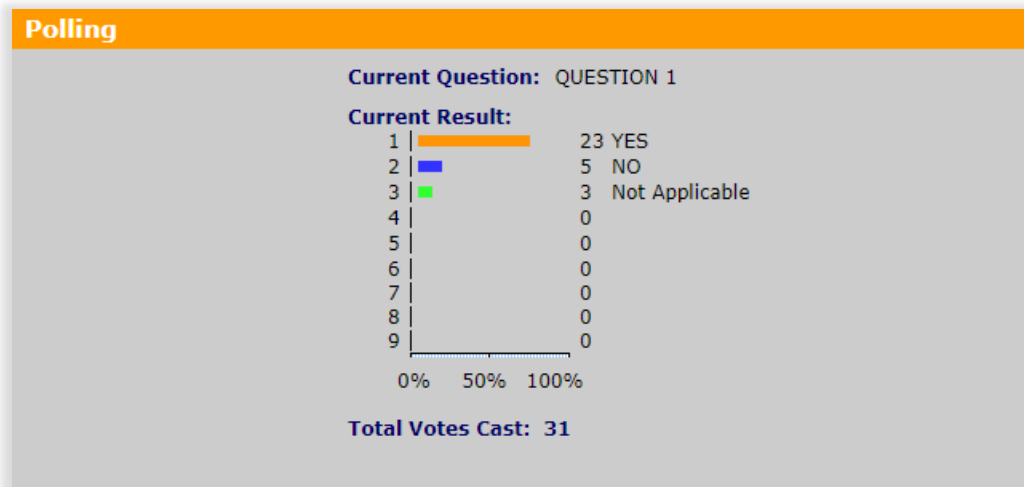 Polling
Current Question: QUESTION 1
Current Result:
1 23 YES
2 5 NO
3 3 Not Applicable
4 0
5 0
6 0
7 0
8 0
9 0
0% 50% 100%
Total Votes Cast: 31